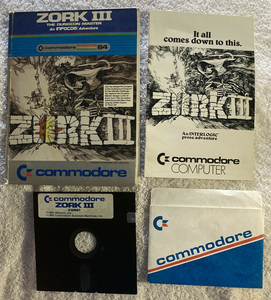 ZORK III
THE DUNGEON MASTER
An INFOCOM Adventure
commodore 64
ZORK III
commodore
It all
comes down to this.
ZORK III
An INTERLOGIC
prose adventure
commodore
COMPUTER
commodore
ZORK III
commodore